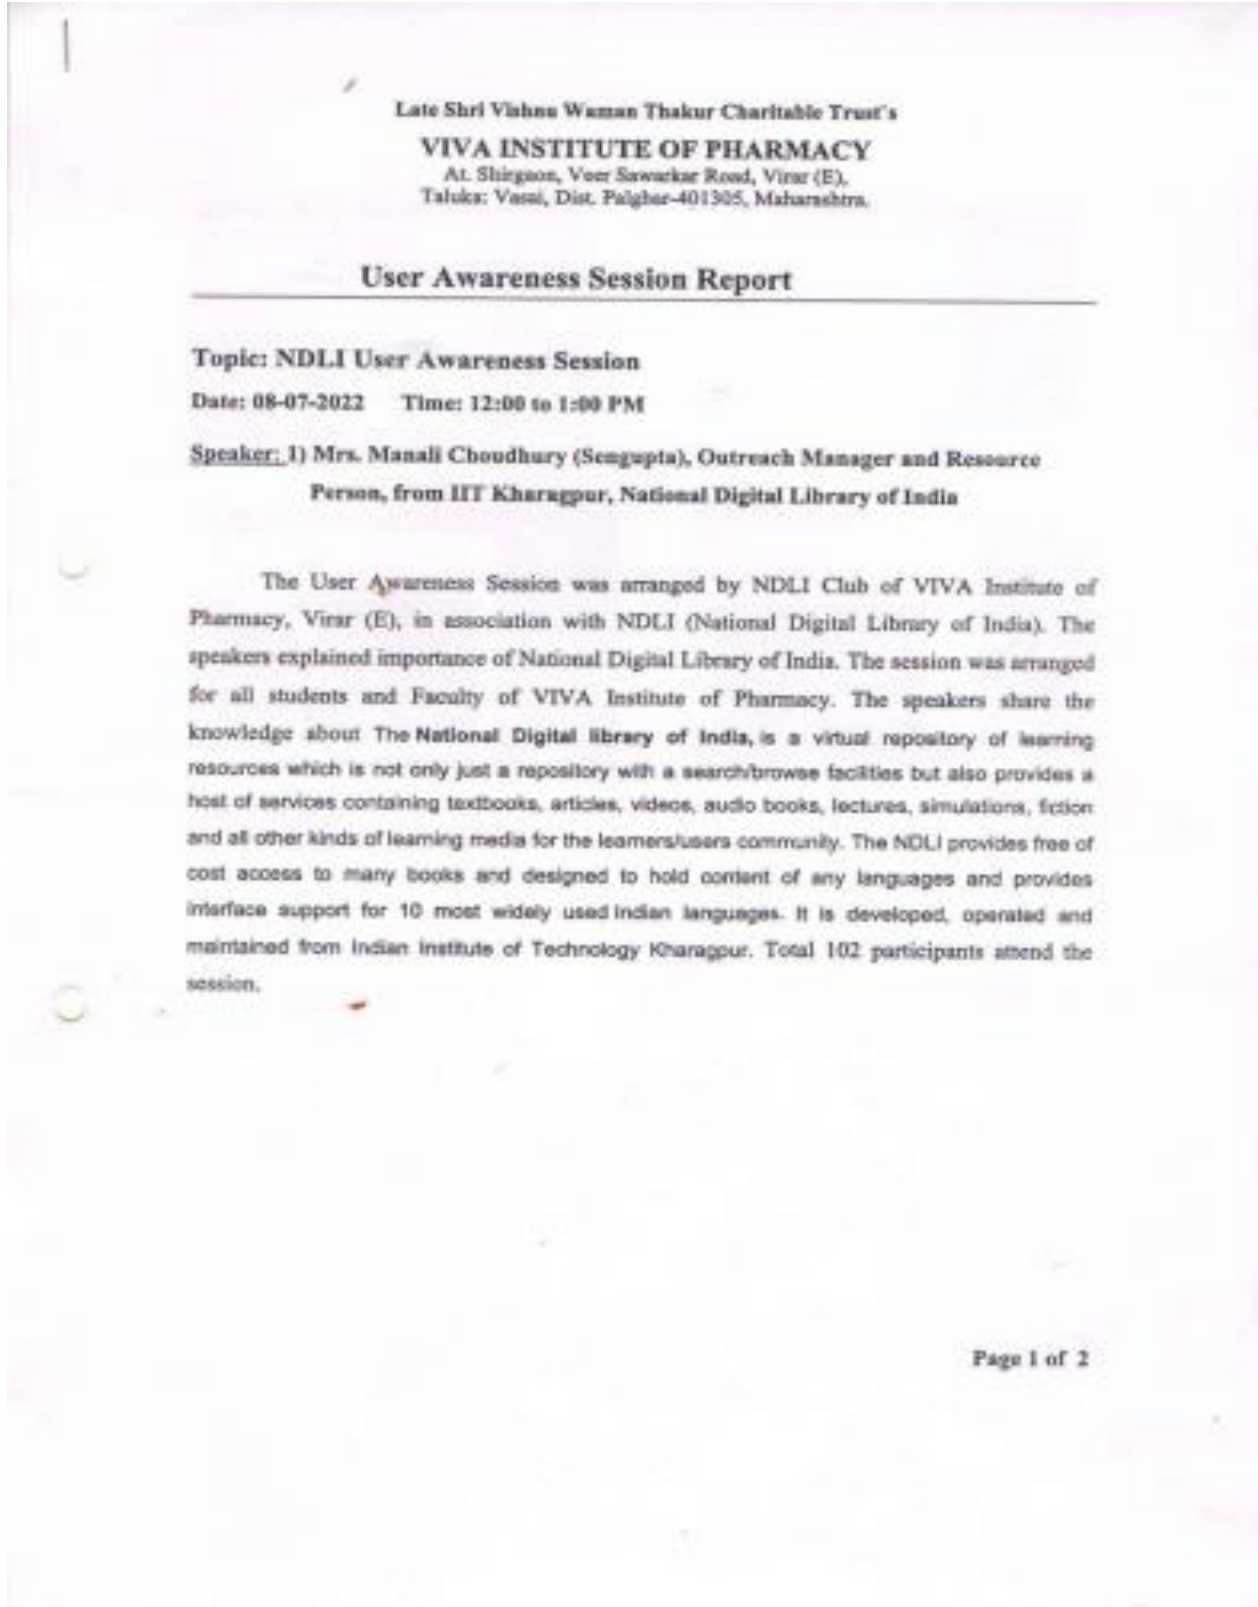 Late Shri Vishnu Waman Thakur Charitable Trust's
VIVA INSTITUTE OF PHARMACY
At. Shirgaon, Veer Sawarkar Road, Virar (E),
Taluka: Vasai, Dist. Palghar-401305, Maharashtra.
User Awareness Session Report
Topic: NDLI User Awareness Session
Date: 08-07-2022 Time: 12:00 to 1:00 PM
Speaker: 1) Mrs. Manali Choudhury (Sengupta), Outreach Manager and Resource
Person, from IIT Kharagpur, National Digital Library of India
The User Awareness Session was arranged by NDLI Club of VIVA Institute of
Pharmacy, Virar (E), in association with NDLI (National Digital Library of India). The
speakers explained importance of National Digital Library of India. The session was arranged
for all students and Faculty of VIVA Institute of Pharmacy. The speakers share the
knowledge about The National Digital library of India, is a virtual repository of learning
resources which is not only just a repository with a search/browse facilities but also provides a
host of services containing textbooks, articles, videos, audio books, lectures, simulations, fiction
and all other kinds of learning media for the learners/users community. The NDLI provides free of
cost access to many books and designed to hold content of any languages and provides
interface support for 10 most widely used Indian languages. It is developed, operated and
maintained from Indian Institute of Technology Kharagpur. Total 102 participants attend the
session.
Page 1 of 2